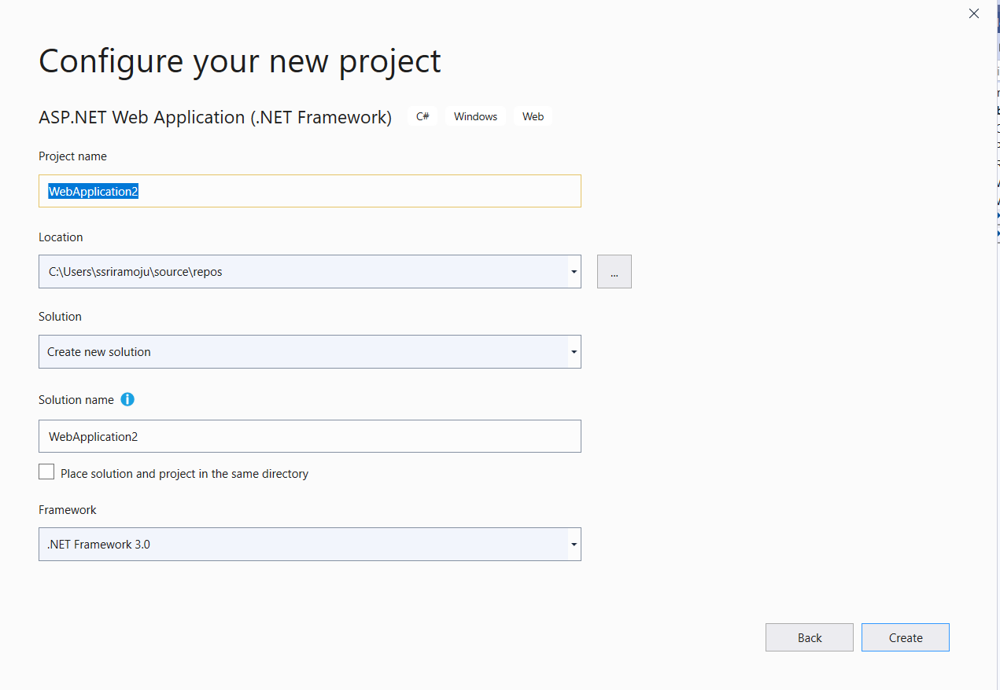 Configure your new project
ASP.NET Web Application (.NET Framework) C# Windows Web
Project name
WebApplication2
Location
C:\Users\ssriramoju\source\repos
...
Solution
Create new solution
Solution name
WebApplication2
Place solution and project in the same directory
Framework
.NET Framework 3.0
Back Create